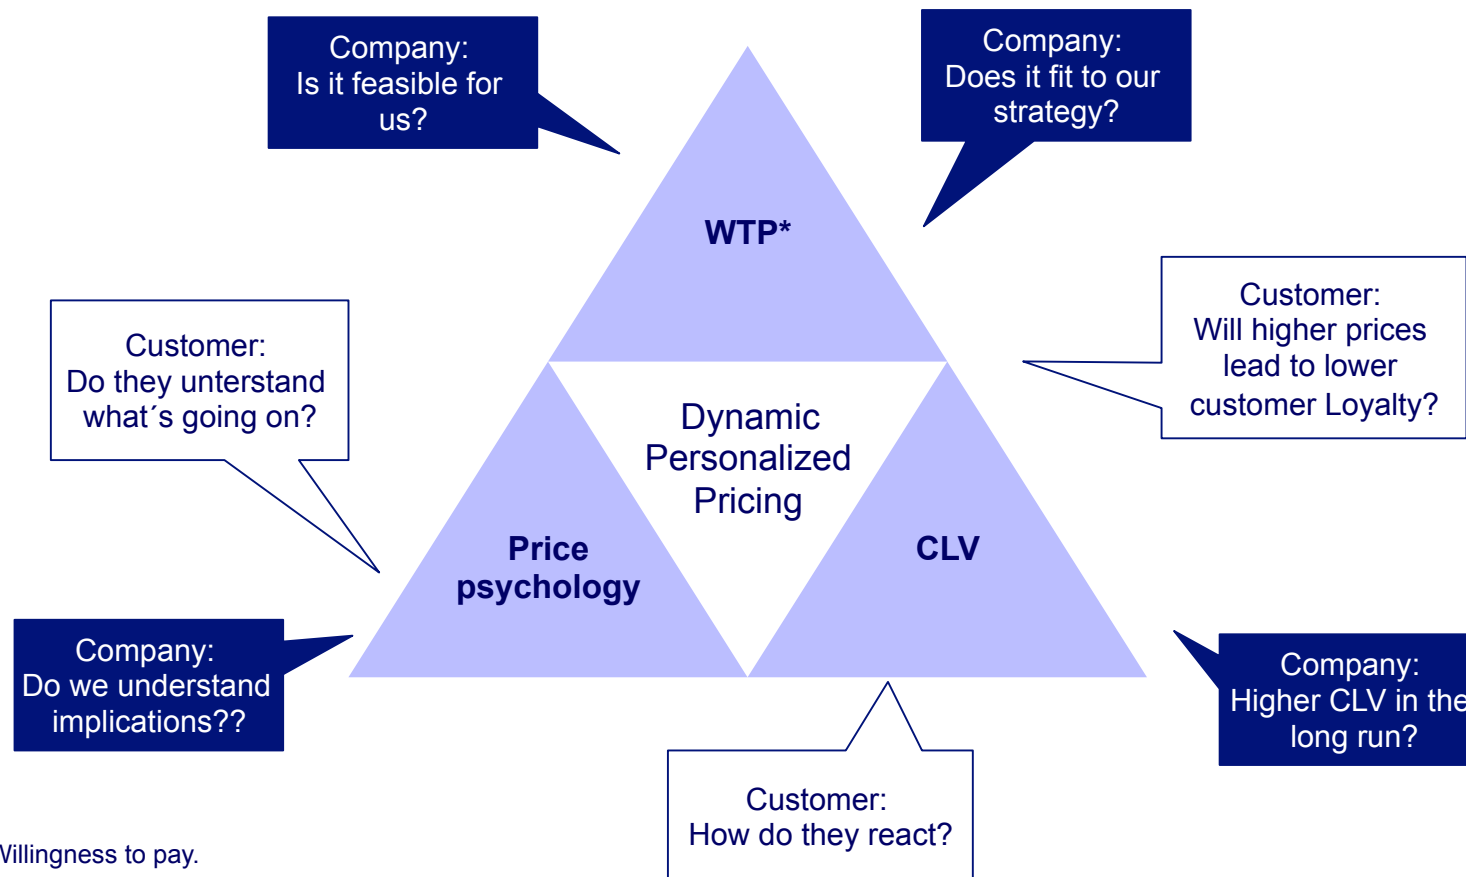 Company:
Is it feasible for
us?
Company:
Does it fit to our
strategy?
WTP*
Customer:
Will higher prices
lead to lower
customer Loyalty?
Customer:
Do they unterstand
what´s going on?
Dynamic
Personalized
Pricing
Price
psychology
CLV
Company:
Do we understand
implications??
Company:
Higher CLV in the
long run?
Customer:
How do they react?
Willingness to pay.